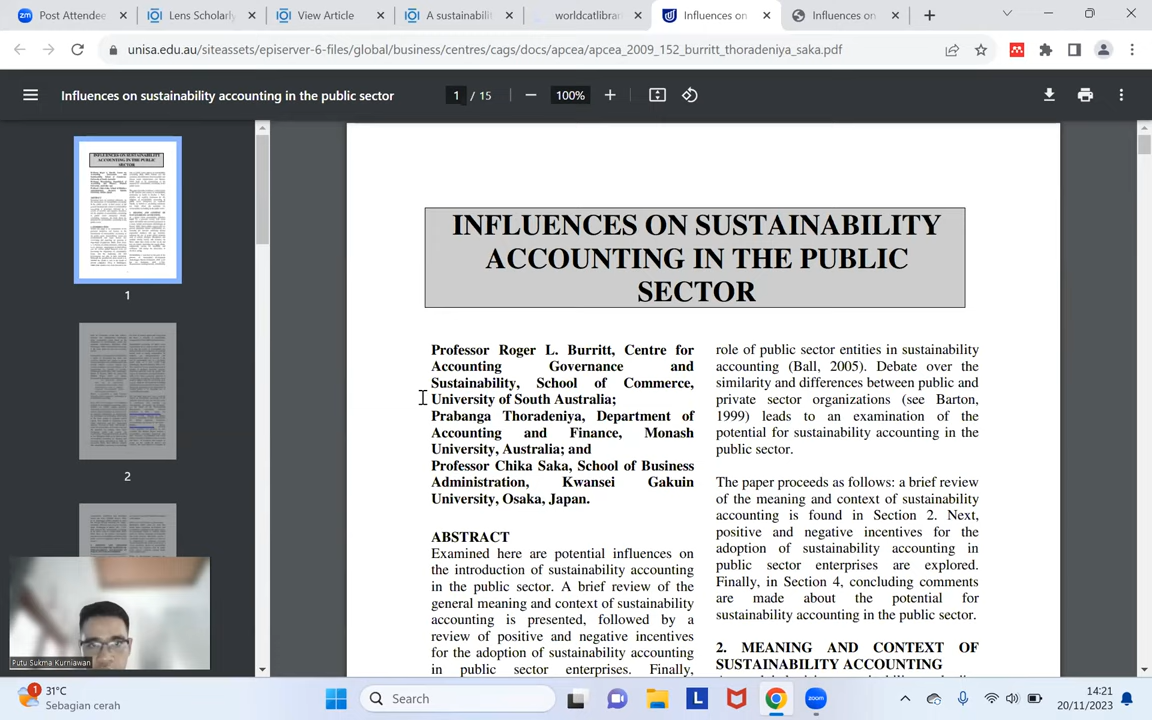 Post Attendee
Lens Scholarly
View Article
A sustainabili
worldcatlibrar
Influences on
Influences on
unisa.edu.au/siteassets/episerver-6-files/global/business/centres/cags/docs/apcea/apcea_2009_152_burritt_thoradeniya_saka.pdf
Influences on sustainability accounting in the public sector
1 / 15
100%
1
2
INFLUENCES ON SUSTAINABILITY
ACCOUNTING IN THE PUBLIC
SECTOR
Professor Roger L. Burritt, Centre for
Accounting Governance and
Sustainability, School of Commerce,
University of South Australia;
Prabanga Thoradeniya, Department of
Accounting and Finance, Monash
University, Australia; and
Professor Chika Saka, School of Business
Administration, Kwansei Gakuin
University, Osaka, Japan.
ABSTRACT
Examined here are potential influences on
the introduction of sustainability accounting
in the public sector. A brief review of the
general meaning and context of sustainability
accounting is presented, followed by a
review of positive and negative incentives
for the adoption of sustainability accounting
in public sector enterprises. Finally,
role of public sector entities in sustainability
accounting (Ball, 2005). Debate over the
similarity and differences between public and
private sector organizations (see Barton,
1999) leads to an examination of the
potential for sustainability accounting in the
public sector.
The paper proceeds as follows: a brief review
of the meaning and context of sustainability
accounting is found in Section 2. Next,
positive and negative incentives for the
adoption of sustainability accounting in
public sector enterprises are explored.
Finally, in Section 4, concluding comments
are made about the potential for
sustainability accounting in the public sector.
2. MEANING AND CONTEXT OF
SUSTAINABILITY ACCOUNTING
Putu Sukma Kurniawan
1
31°C
Sebagian cerah
Search
zoom
14:21
20/11/2023